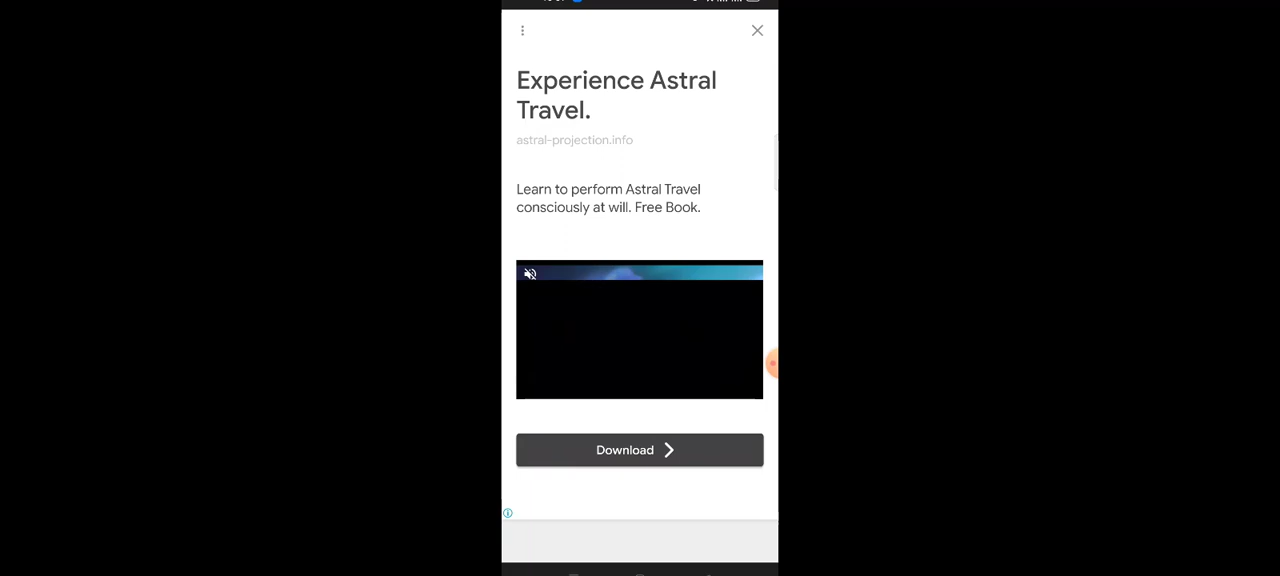 Experience Astral
Travel.
astral-projection.info
Learn to perform Astral Travel
consciously at will. Free Book.
Download